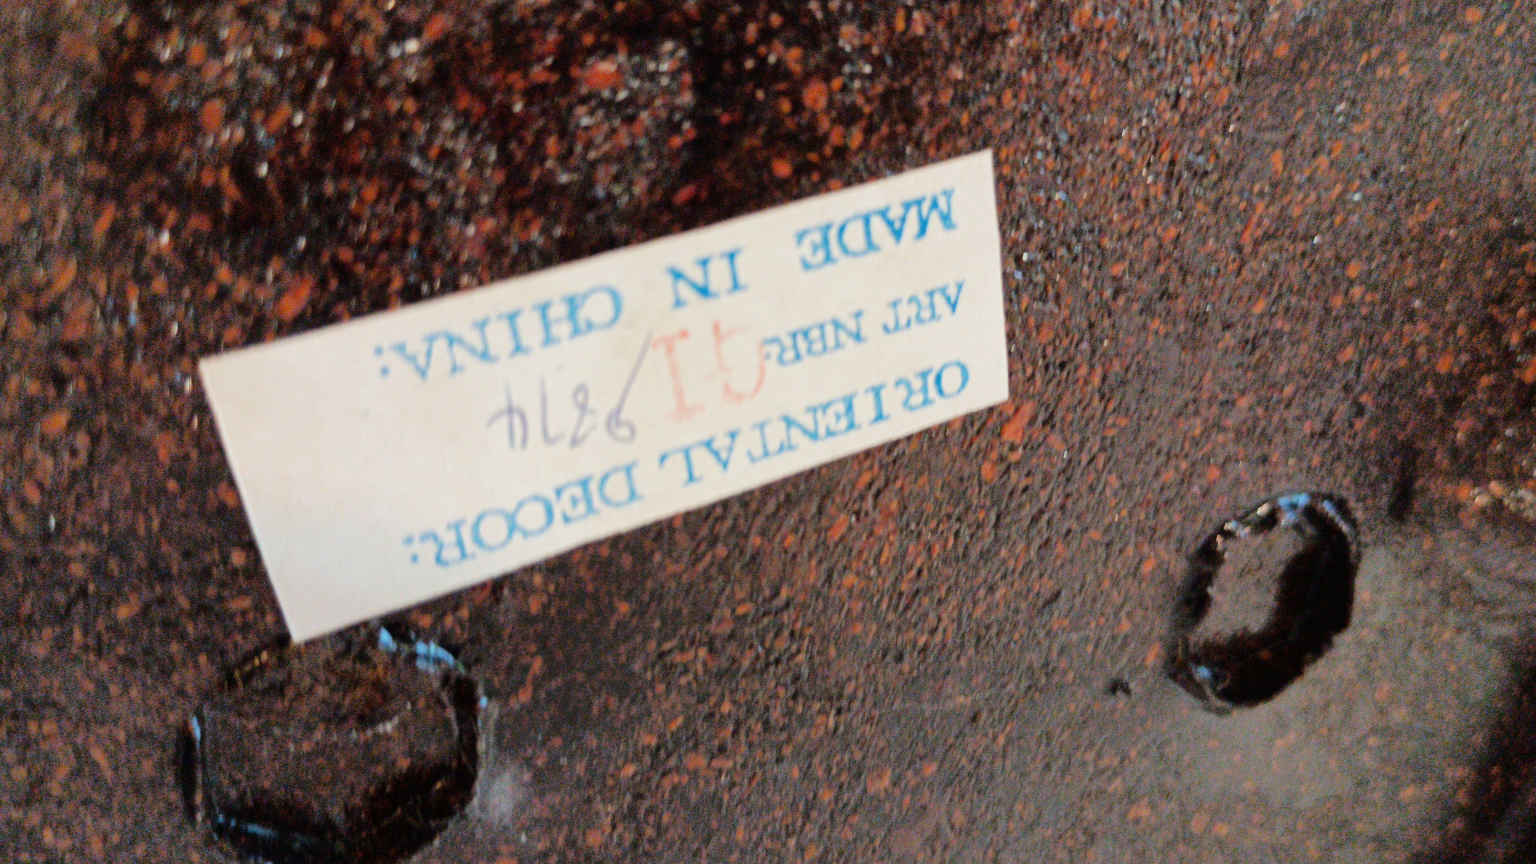 ORIENTAL DECOR:
ART NBR.
MADE IN CHINA: